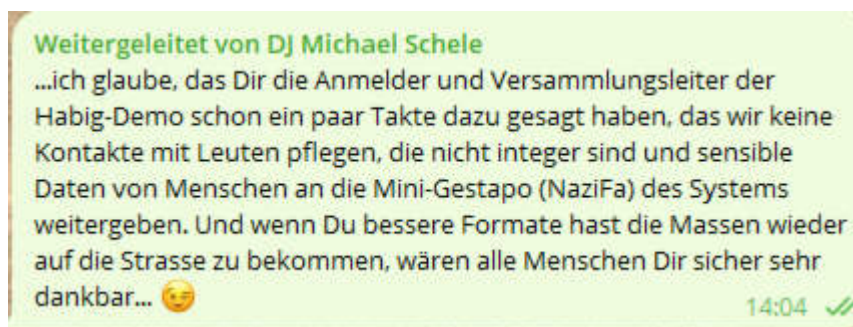 Weitergeleitet von DJ Michael Schele
...ich glaube, das Dir die Anmelder und Versammlungsleiter der
Habig-Demo schon ein paar Takte dazu gesagt haben, das wir keine
Kontakte mit Leuten pflegen, die nicht integer sind und sensible
Daten von Menschen an die Mini-Gestapo (NaziFa) des Systems
weitergeben. Und wenn Du bessere Formate hast die Massen wieder
auf die Strasse zu bekommen, wären alle Menschen Dir sicher sehr
dankbar... 😉
14:04